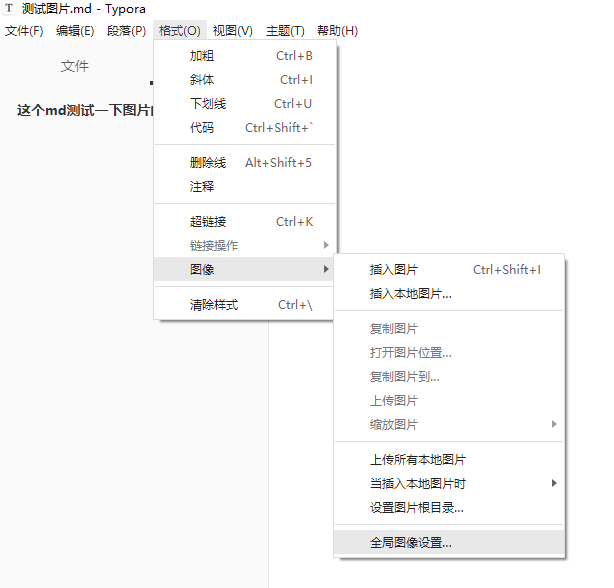 T 测试图片.md - Typora
文件(F) 编辑(E) 段落(P) 格式(O) 视图(V) 主题(T) 帮助(H)
文件
这个md测试一下图片
加粗 Ctrl+B
斜体 Ctrl+I
下划线 Ctrl+U
代码 Ctrl+Shift+`
删除线 Alt+Shift+5
注释
超链接 Ctrl+K
链接操作
图像
清除样式 Ctrl+\
插入图片 Ctrl+Shift+I
插入本地图片...
复制图片
打开图片位置...
复制图片到...
上传图片
缩放图片
上传所有本地图片
当插入本地图片时
设置图片根目录...
全局图像设置...